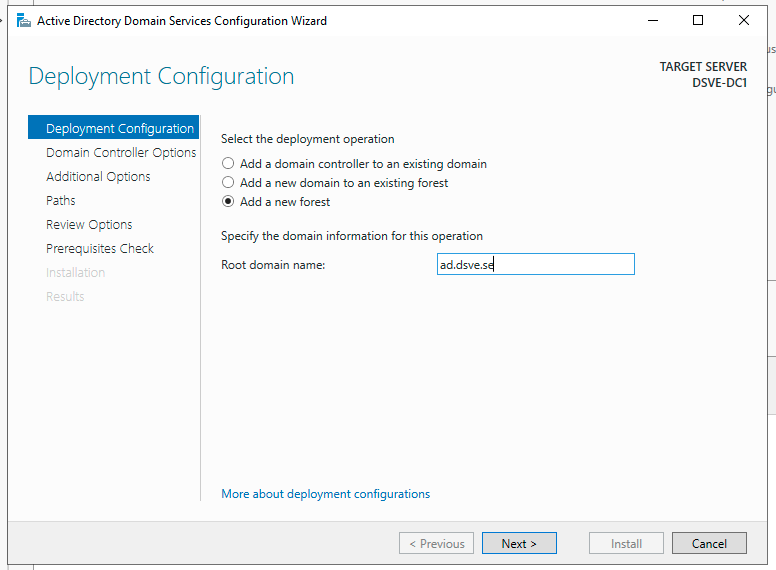 Active Directory Domain Services Configuration Wizard
Deployment Configuration
TARGET SERVER
DSVE-DC1
Deployment Configuration
Domain Controller Options
Additional Options
Paths
Review Options
Prerequisites Check
Installation
Results
Select the deployment operation
Add a domain controller to an existing domain
Add a new domain to an existing forest
Add a new forest
Specify the domain information for this operation
Root domain name:
ad.dsve.se
More about deployment configurations
< Previous
Next >
Install
Cancel